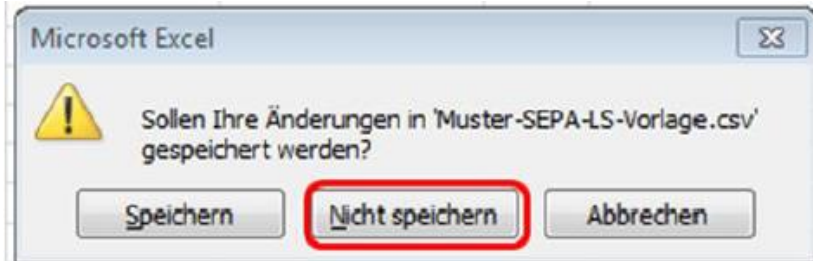 Microsoft Excel
Sollen Ihre Änderungen in 'Muster-SEPA-LS-Vorlage.csv'
gespeichert werden?
Speichern Nicht speichern Abbrechen